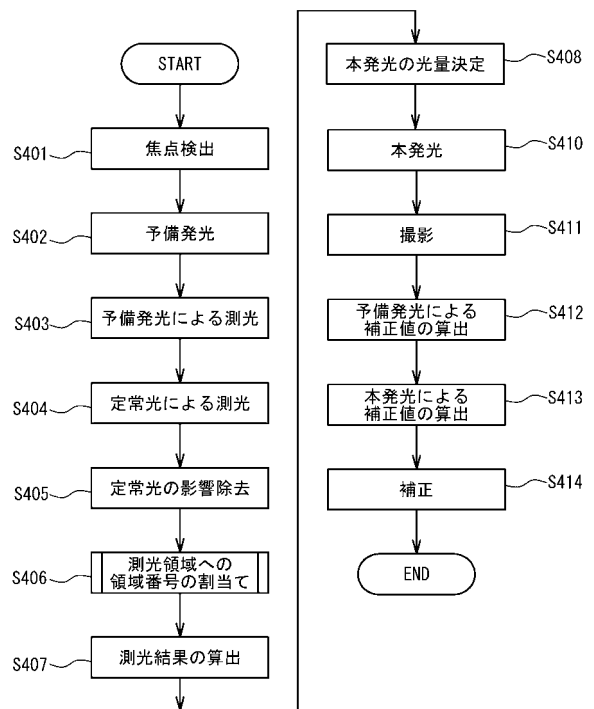 START
S401
焦点検出
S402
予備発光
S403
予備発光による測光
S404
定常光による測光
S405
定常光の影響除去
S406
測光領域への
領域番号の割当て
S407
測光結果の算出
本発光の光量決定
S408
本発光
S410
撮影
S411
予備発光による
補正値の算出
S412
本発光による
補正値の算出
S413
補正
S414
END